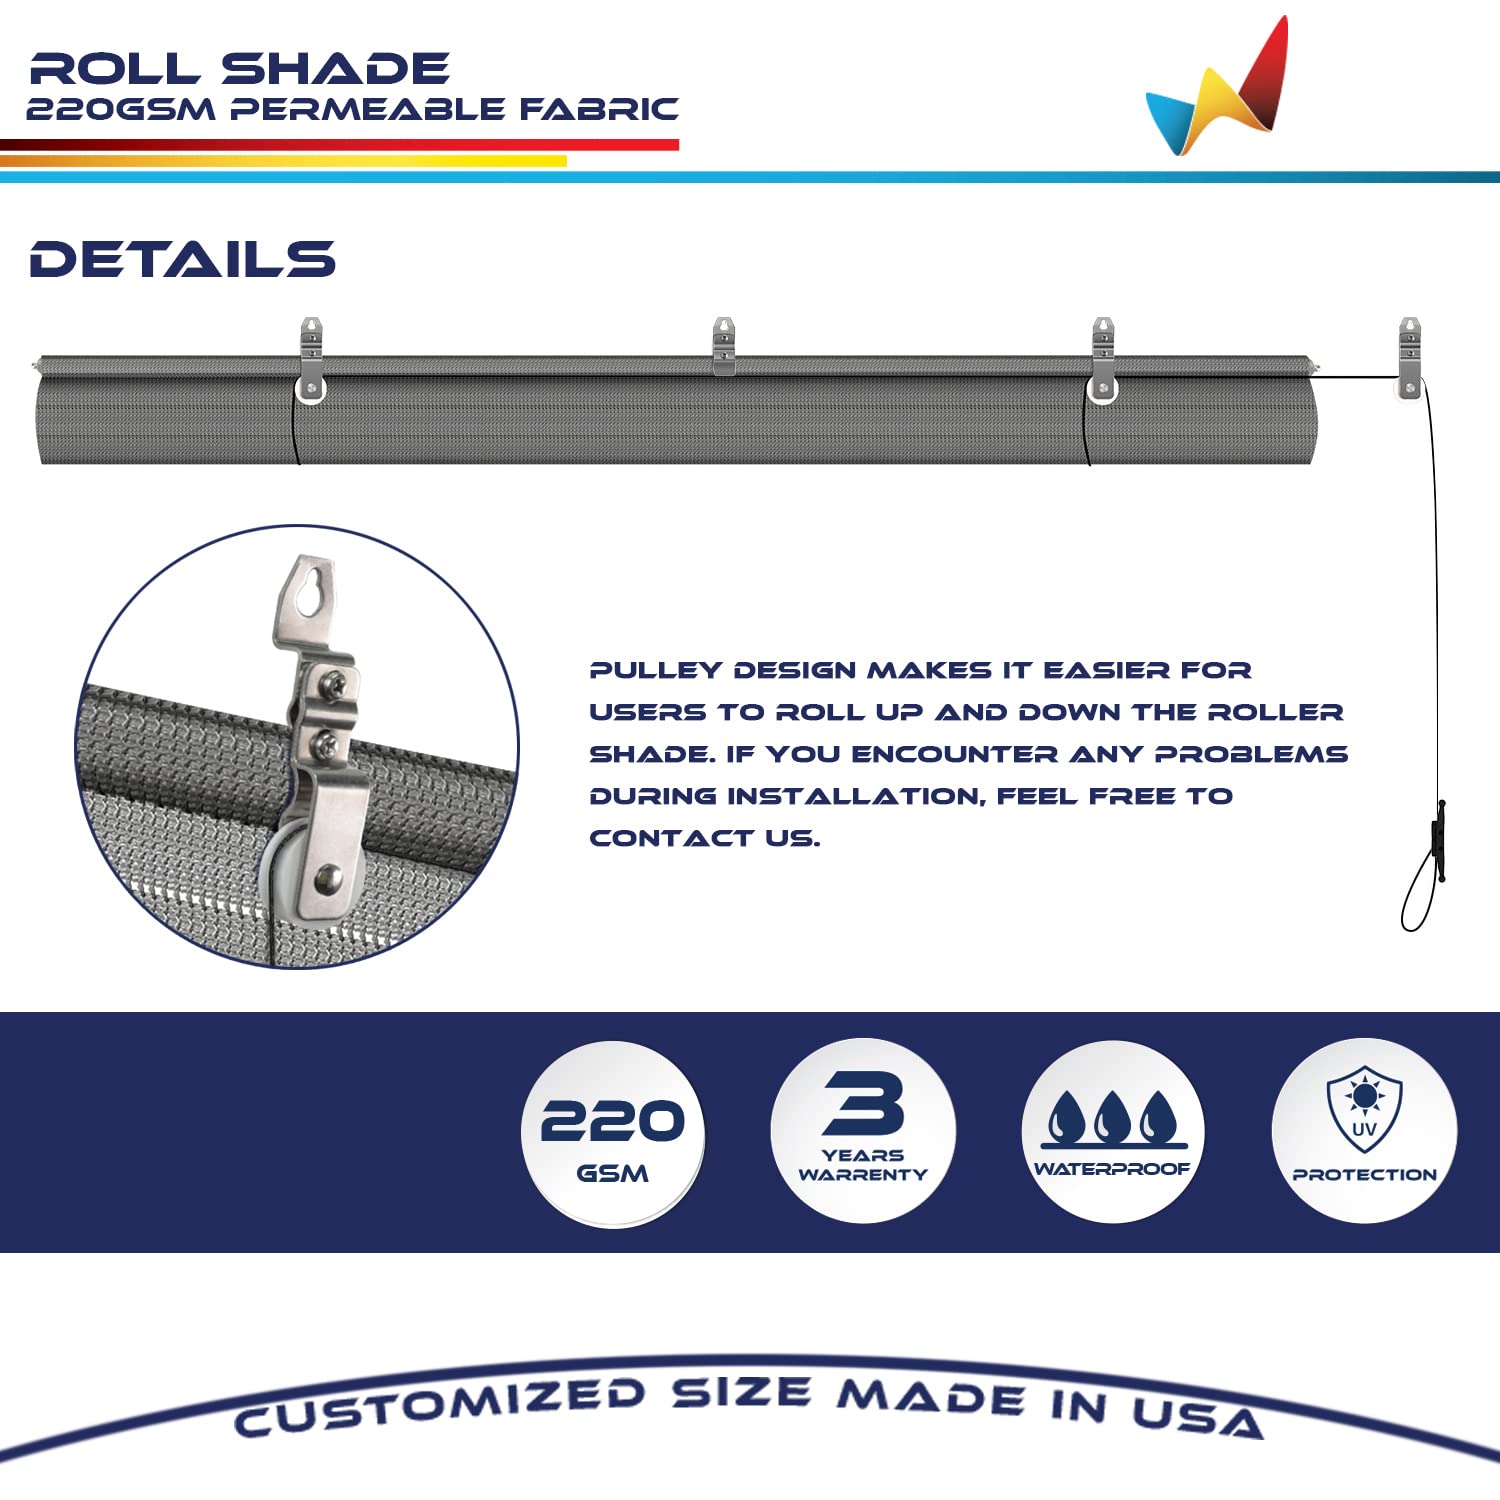 ROLL SHADE
220GSM PERMEABLE FABRIC
DETAILS
PULLEY DESIGN MAKES IT EASIER FOR
USERS TO ROLL UP AND DOWN THE ROLLER
SHADE. IF YOU ENCOUNTER ANY PROBLEMS
DURING INSTALLATION, FEEL FREE TO
CONTACT US.
220
GSM
3
YEARS
WARRENTY
WATERPROOF
UV
PROTECTION
CUSTOMIZED SIZE MADE IN USA